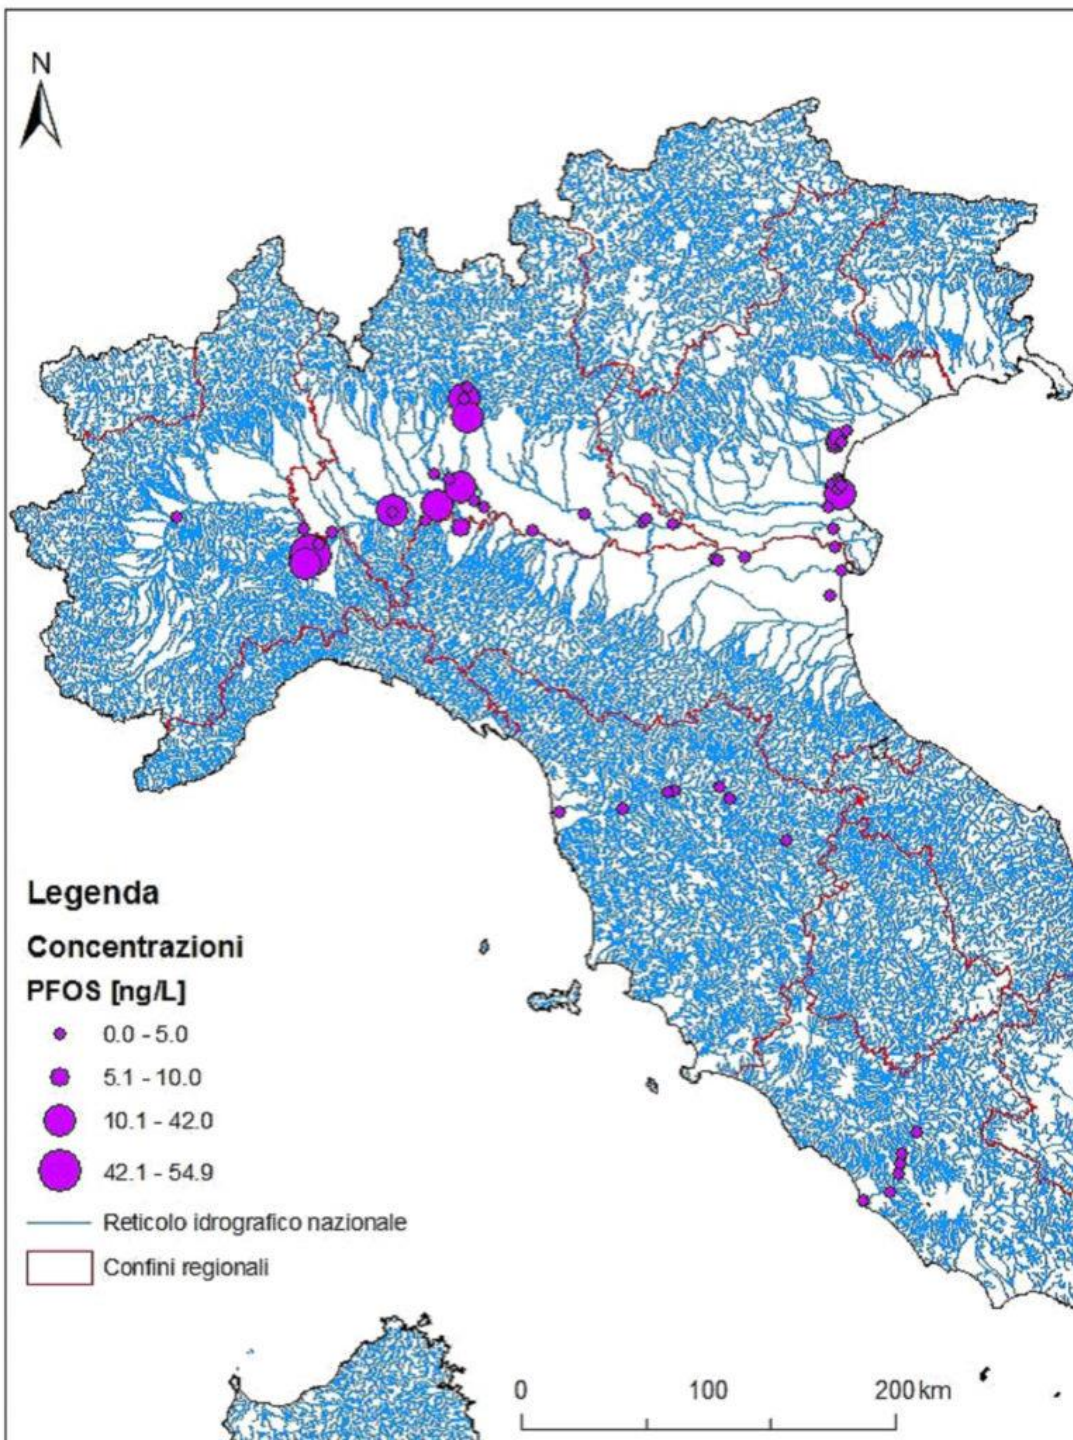 N
Legenda
Concentrazioni
PFOS [ng/L]
0.0 - 5.0
5.1 - 10.0
10.1 - 42.0
42.1 - 54.9
Reticolo idrografico nazionale
Confini regionali
0 100 200 km